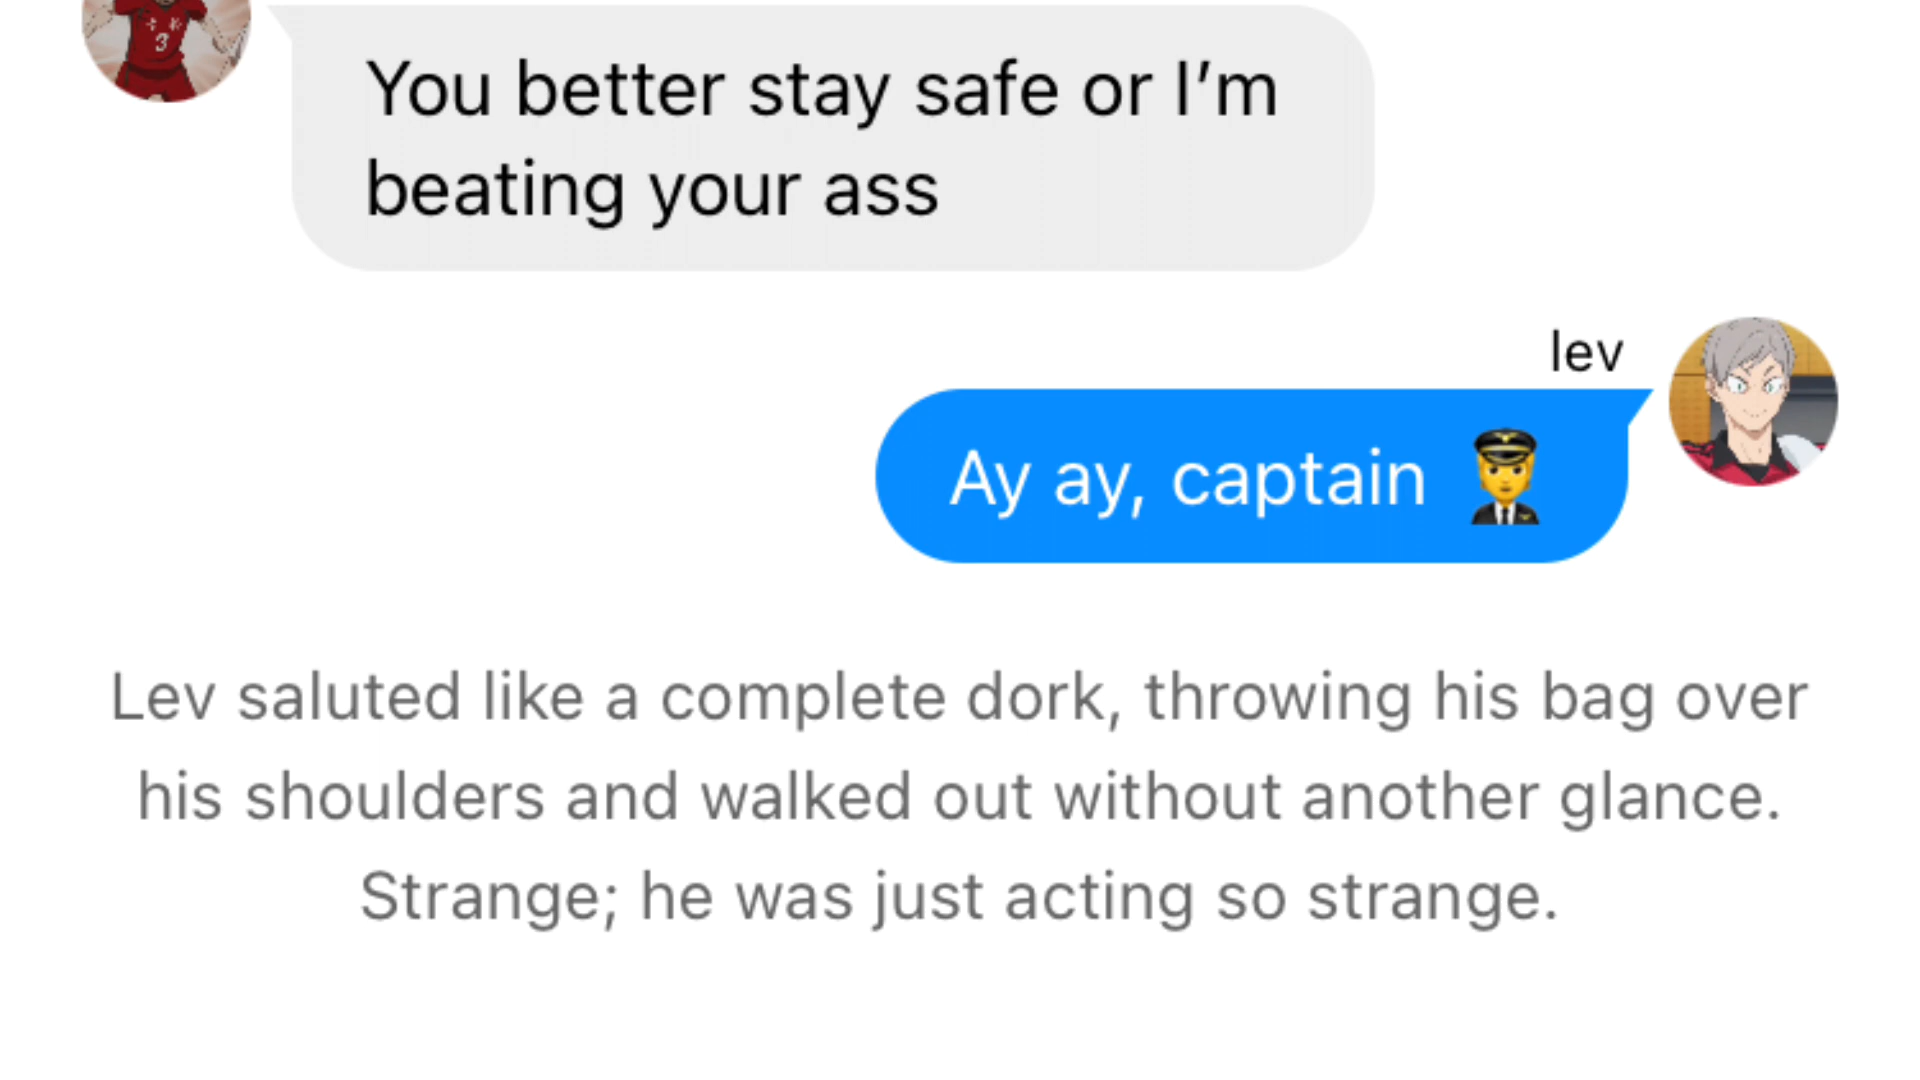 3
You better stay safe or I’m
beating your ass
lev
Ay ay, captain 👨‍✈️
Lev saluted like a complete dork, throwing his bag over
his shoulders and walked out without another glance.
Strange; he was just acting so strange.